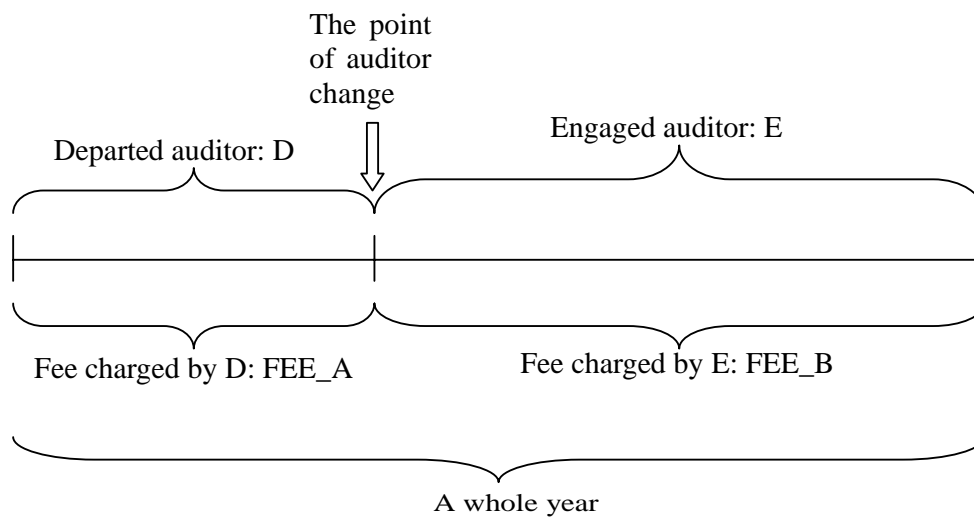 The point
of auditor
change
Departed auditor: D
Engaged auditor: E
Fee charged by D: FEE_A
Fee charged by E: FEE_B
A whole year